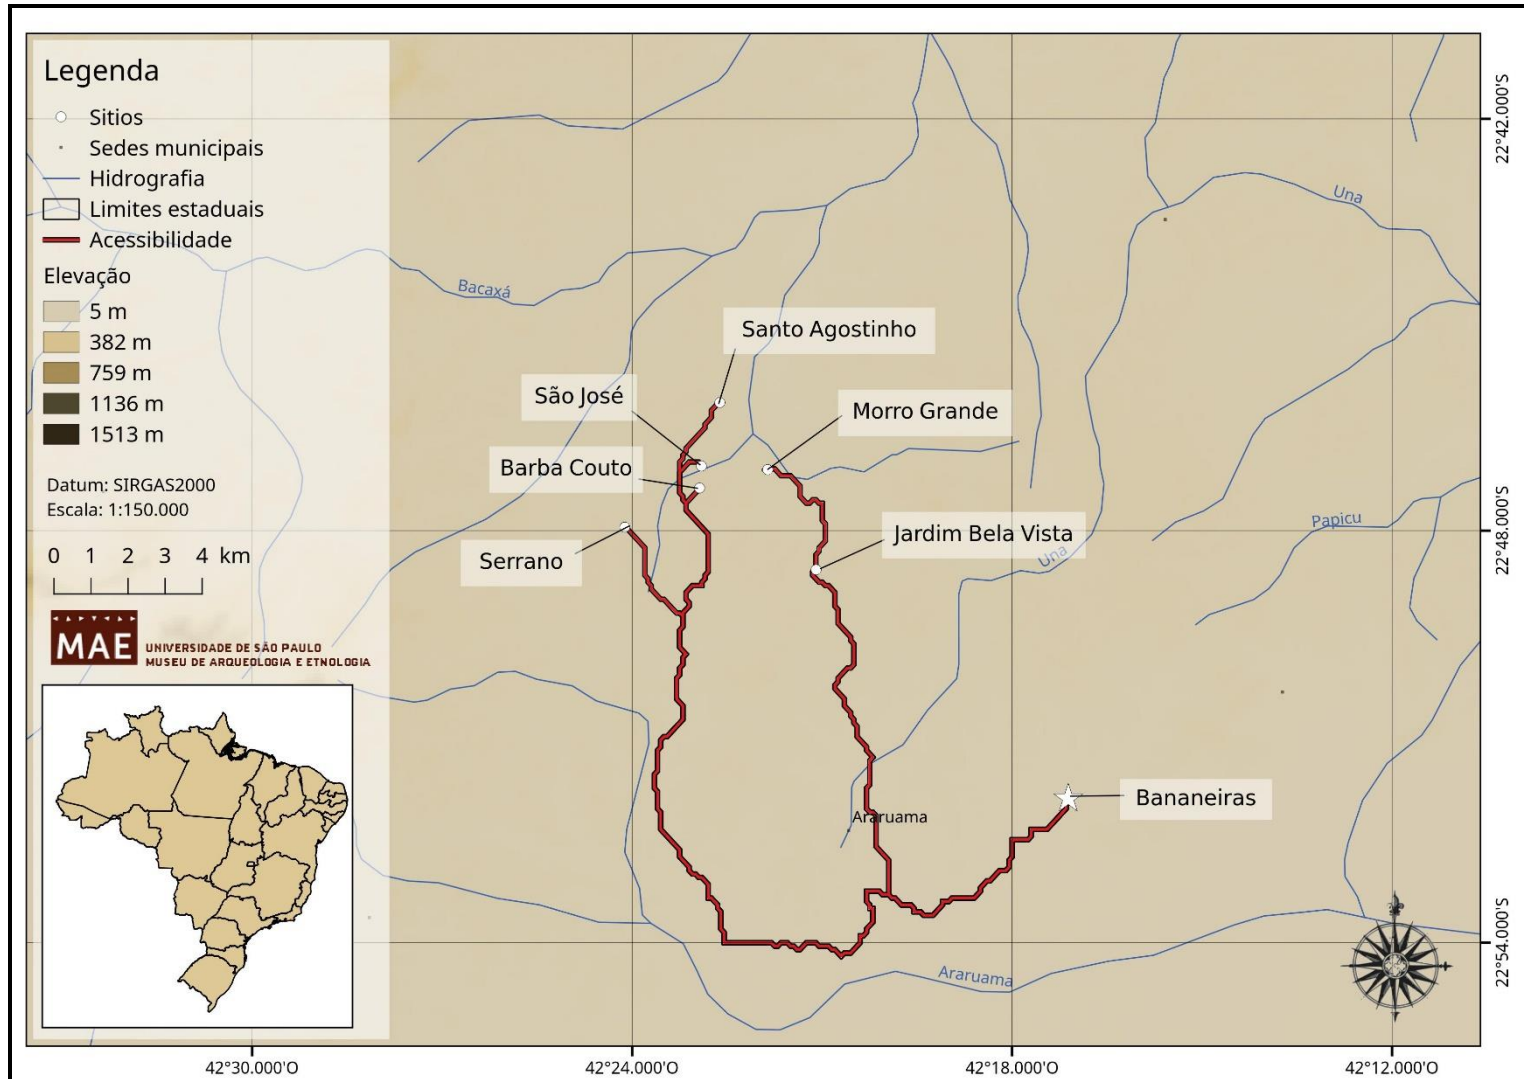 Legenda
Sitios
Sedes municipais
Hidrografia
Limites estaduais
Acessibilidade
Elevação
5 m
382 m
759 m
1136 m
1513 m
Datum: SIRGAS2000
Escala: 1:150.000
0 1 2 3 4 km
MAE
UNIVERSIDADE DE SÃO PAULO
MUSEU DE ARQUEOLOGIA E ETNOLOGIA
Una
Bacaxá
Santo Agostinho
São José
Morro Grande
Barba Couto
Papicu
Jardim Bela Vista
Una
Serrano
Bananeiras
Araruama
Araruama
22°42.000'S
22°48.000'S
22°54.000'S
42°30.000'O
42°24.000'O
42°18.000'O
42°12.000'O